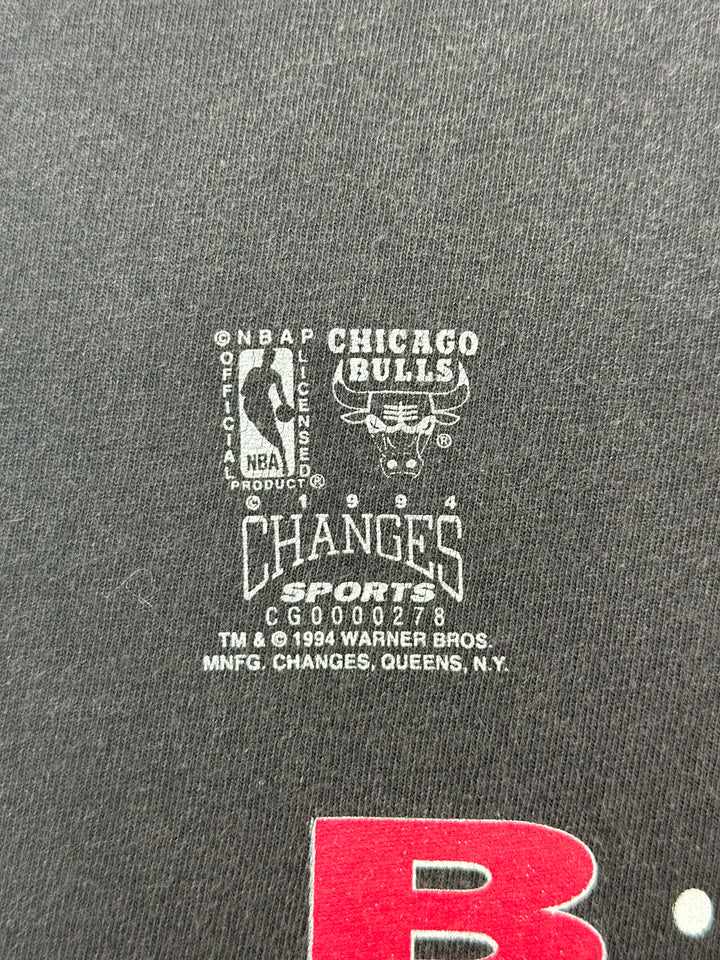 © NBAP
OFFICIAL
LICENSED
NBA
PRODUCT ®
CHICAGO
BULLS
®
© 1994
CHANGES
SPORTS
CG0000278
TM & © 1994 WARNER BROS.
MNFG. CHANGES, QUEENS, N.Y.
B